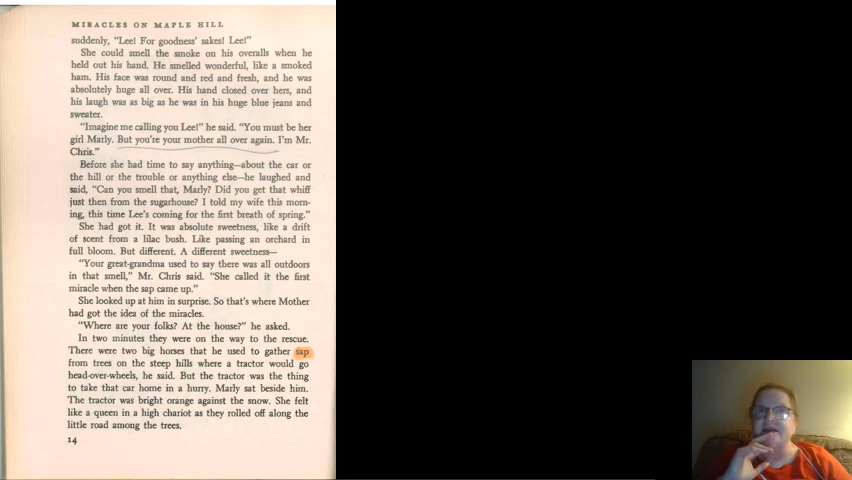 MIRACLES ON MAPLE HILL
suddenly, "Lee! For goodness' sakes! Lee!"
She could smell the smoke on his overalls when he
held out his hand. He smelled wonderful, like a smoked
ham. His face was round and red and fresh, and he was
absolutely huge all over. His hand closed over hers, and
his laugh was as big as he was in his huge blue jeans and
sweater.
"Imagine me calling you Lee!" he said. "You must be her
girl Marly. But you're your mother all over again. I'm Mr.
Chris."
Before she had time to say anything—about the car or
the hill or the trouble or anything else—he laughed and
said, "Can you smell that, Marly? Did you get that whiff
just then from the sugarhouse? I told my wife this morn-
ing, this time Lee's coming for the first breath of spring."
She had got it. It was absolute sweetness, like a drift
of scent from a lilac bush. Like passing an orchard in
full bloom. But different. A different sweetness—
"Your great-grandma used to say there was all outdoors
in that smell," Mr. Chris said. "She called it the first
miracle when the sap came up."
She looked up at him in surprise. So that's where Mother
had got the idea of the miracles.
"Where are your folks? At the house?" he asked.
In two minutes they were on the way to the rescue.
There were two big horses that he used to gather sap
from trees on the steep hills where a tractor would go
head-over-wheels, he said. But the tractor was the thing
to take that car home in a hurry. Marly sat beside him.
The tractor was bright orange against the snow. She felt
like a queen in a high chariot as they rolled off along the
little road among the trees.
14